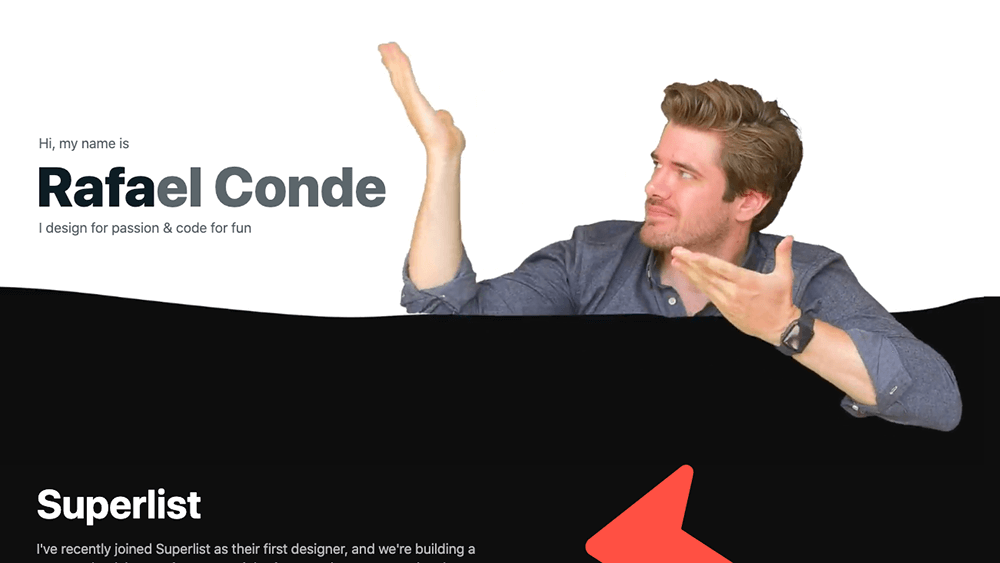 Hi, my name is
Rafael Conde
I design for passion & code for fun
Superlist
I've recently joined Superlist as their first designer, and we're building a